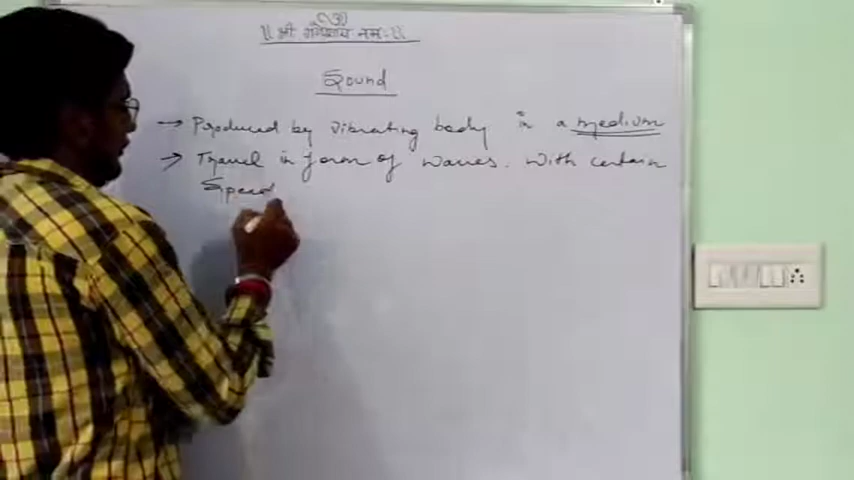 ॥ श्री गणेशाय नमः ॥
Sound
→ Produced by vibrating body in a medium
→ Travel in form of waves. With certain
Speed